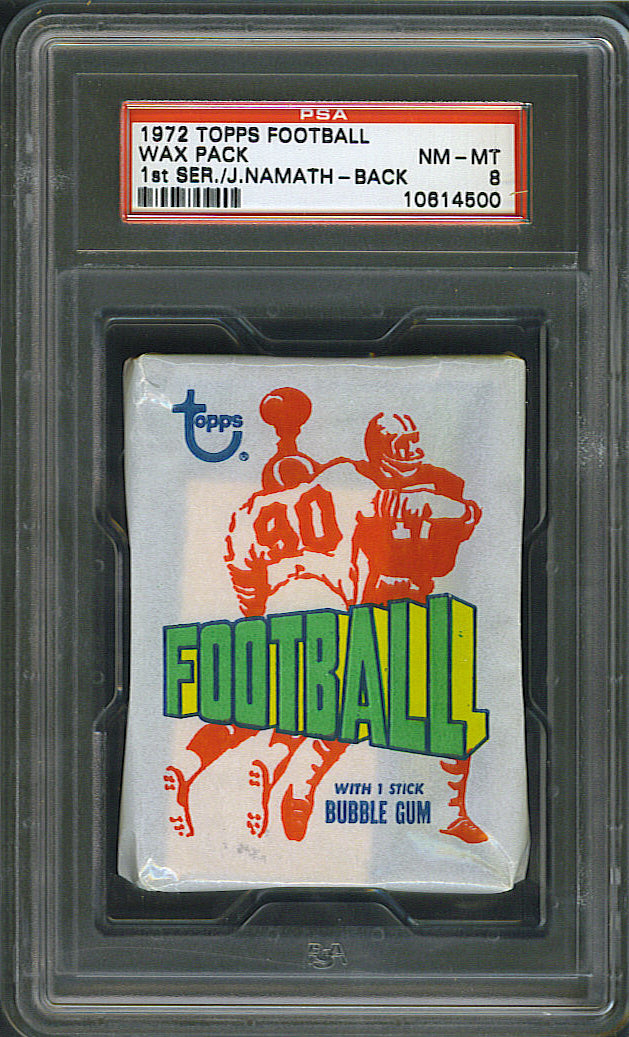 PSA
1972 TOPPS FOOTBALL
WAX PACK NM-MT
1st SER./J.NAMATH-BACK 8
10614500
topps®
90
FOOTBALL
WITH 1 STICK
BUBBLE GUM
PSA